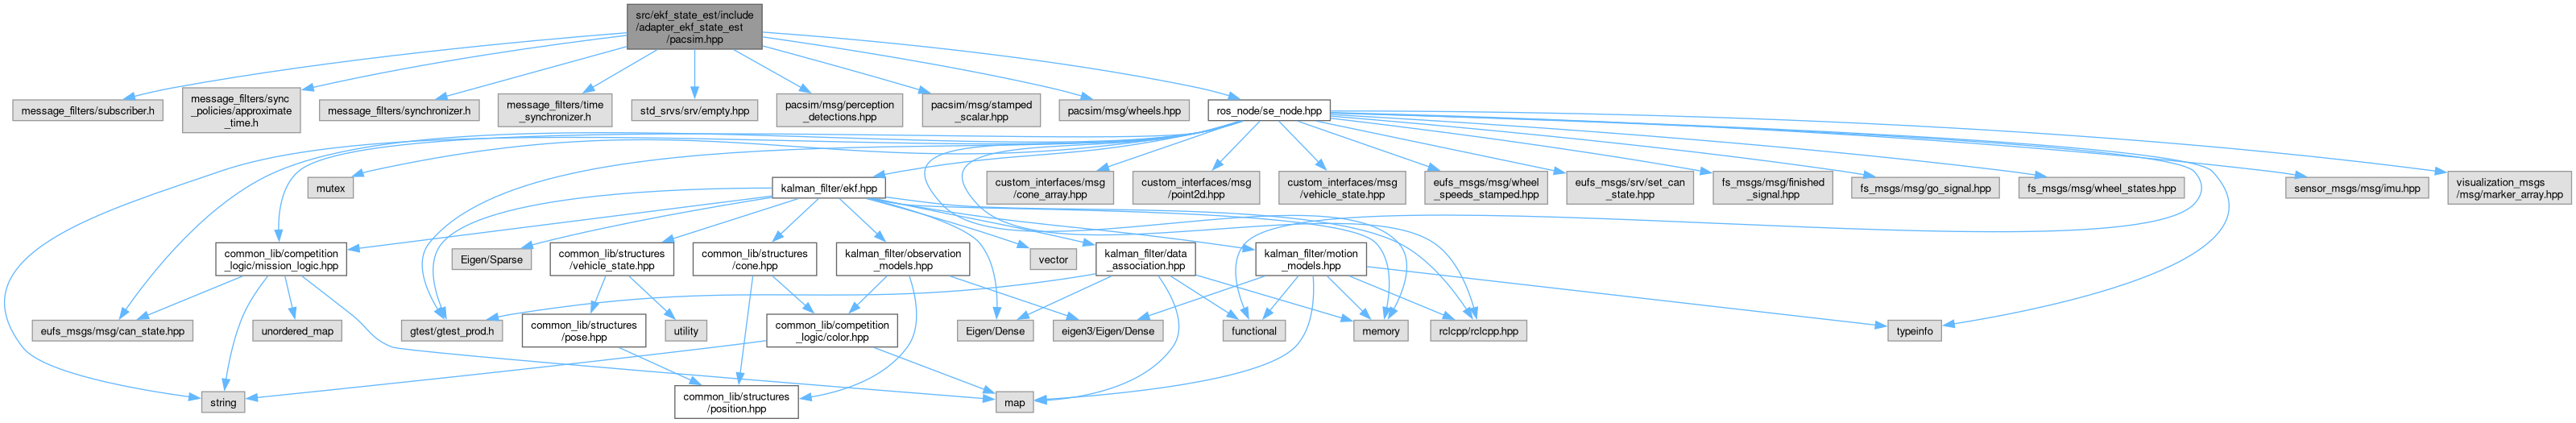 src/ekf_state_est/include
/adapter_ekf_state_est
/pacsim.hpp
message_filters/subscriber.h
message_filters/sync
_policies/approximate
_time.h
message_filters/synchronizer.h
message_filters/time
_synchronizer.h
std_srvs/srv/empty.hpp
pacsim/msg/perception
_detections.hpp
pacsim/msg/stamped
_scalar.hpp
pacsim/msg/wheels.hpp
ros_node/se_node.hpp
mutex
kalman_filter/ekf.hpp
custom_interfaces/msg
/cone_array.hpp
custom_interfaces/msg
/point2d.hpp
custom_interfaces/msg
/vehicle_state.hpp
eufs_msgs/msg/wheel
_speeds_stamped.hpp
eufs_msgs/srv/set_can
_state.hpp
fs_msgs/msg/finished
_signal.hpp
fs_msgs/msg/go_signal.hpp
fs_msgs/msg/wheel_states.hpp
sensor_msgs/msg/imu.hpp
visualization_msgs
/msg/marker_array.hpp
common_lib/competition
_logic/mission_logic.hpp
Eigen/Sparse
common_lib/structures
/vehicle_state.hpp
common_lib/structures
/cone.hpp
kalman_filter/observation
_models.hpp
vector
kalman_filter/data
_association.hpp
kalman_filter/motion
_models.hpp
eufs_msgs/msg/can_state.hpp
unordered_map
gtest/gtest_prod.h
common_lib/structures
/pose.hpp
utility
common_lib/competition
_logic/color.hpp
Eigen/Dense
eigen3/Eigen/Dense
functional
memory
rclcpp/rclcpp.hpp
typeinfo
string
common_lib/structures
/position.hpp
map